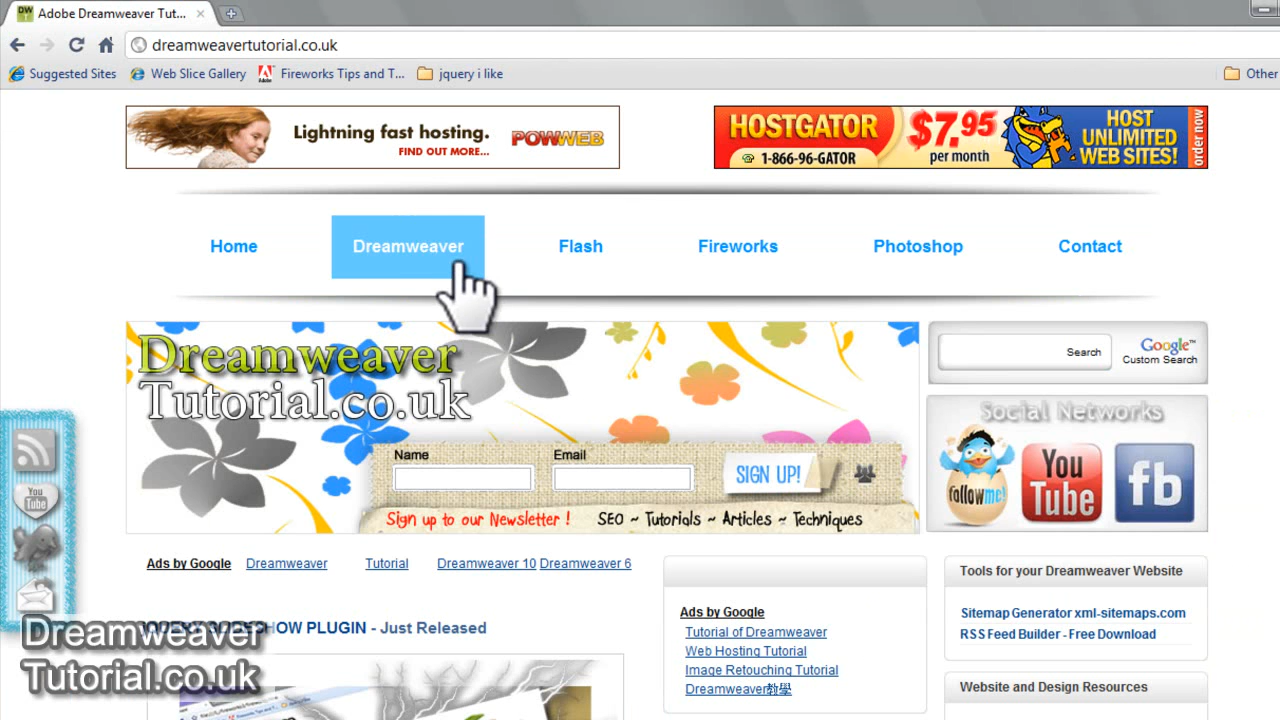 Adobe Dreamweaver Tut...
dreamweavertutorial.co.uk
Suggested Sites
Web Slice Gallery
Fireworks Tips and T...
jquery i like
Other
Lightning fast hosting.
FIND OUT MORE...
POWWEB
HOSTGATOR
1-866-96-GATOR
$7.95
per month
HOST
UNLIMITED
WEB SITES!
order now
Home
Dreamweaver
Flash
Fireworks
Photoshop
Contact
Dreamweaver
Tutorial.co.uk
Name
Email
SIGN UP!
Sign up to our Newsletter !
SEO ~ Tutorials ~ Articles ~ Techniques
Search
Google™
Custom Search
Social Networks
follow me!
You
Tube
fb
You
Tube
Ads by Google
Dreamweaver
Tutorial
Dreamweaver 10
Dreamweaver 6
SLIDESHOW PLUGIN - Just Released
Ads by Google
Tutorial of Dreamweaver
Web Hosting Tutorial
Image Retouching Tutorial
Dreamweaver教學
Tools for your Dreamweaver Website
Sitemap Generator xml-sitemaps.com
RSS Feed Builder - Free Download
Website and Design Resources
Dreamweaver
Tutorial.co.uk